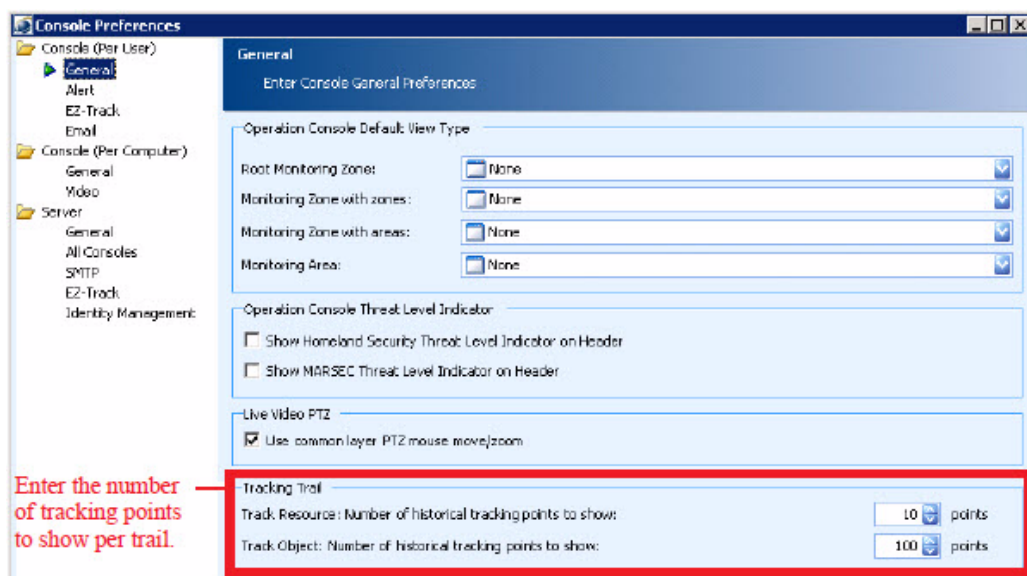 Console Preferences
Console (Per User)
General
Alert
EZ-Track
Email
Console (Per Computer)
General
Video
Server
General
All Consoles
SMTP
EZ-Track
Identity Management
General
Enter Console General Preferences
Operation Console Default View Type
Root Monitoring Zone: None
Monitoring Zone with zones: None
Monitoring Zone with areas: None
Monitoring Area: None
Operation Console Threat Level Indicator
Show Homeland Security Threat Level Indicator on Header
Show MARSEC Threat Level Indicator on Header
Live Video PTZ
Use common layer PTZ mouse move/zoom
Enter the number
of tracking points
to show per trail.
Tracking Trail
Track Resource: Number of historical tracking points to show: 10 points
Track Object: Number of historical tracking points to show: 100 points